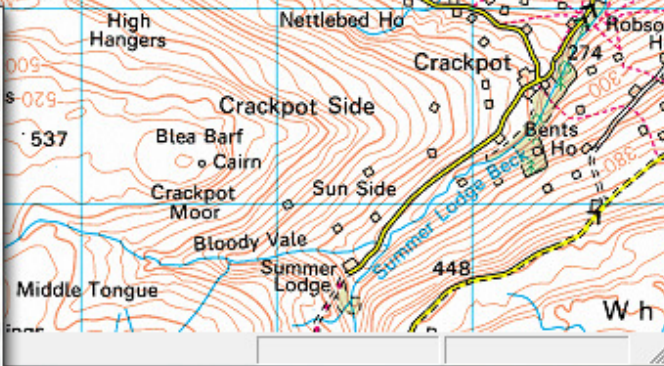 High
Hangers
Nettlebed Ho
Robso
H
274
Crackpot
500
520
300
s
Crackpot Side
537
Blea Barf
Cairn
Bents
Ho
380
Crackpot
Moor
Sun Side
Summer Lodge Beck
Bloody Vale
Summer
Lodge
448
Middle Tongue
Wh